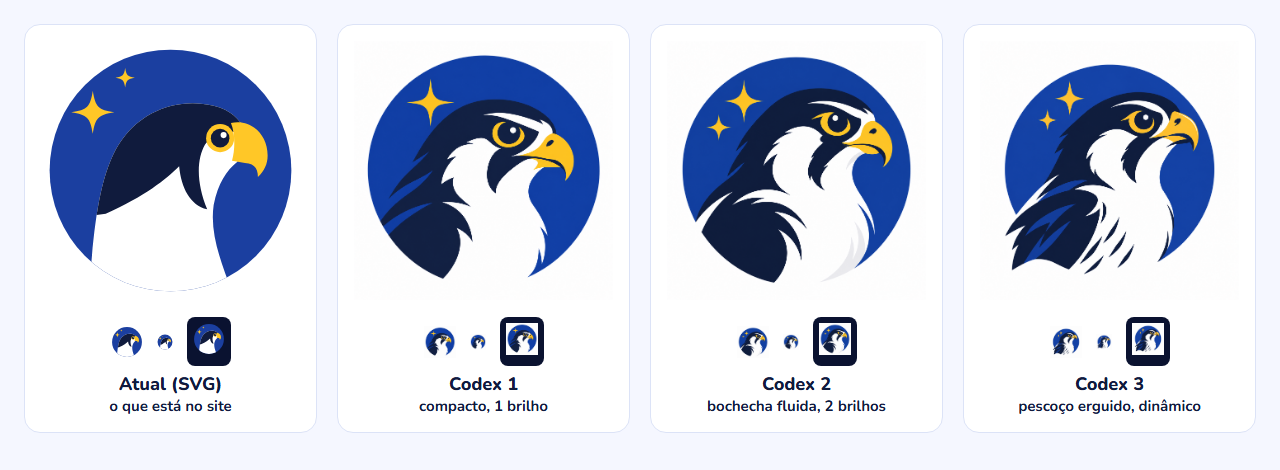 Atual (SVG)
o que está no site
Codex 1
compacto, 1 brilho
Codex 2
bochecha fluida, 2 brilhos
Codex 3
pescoço erguido, dinâmico